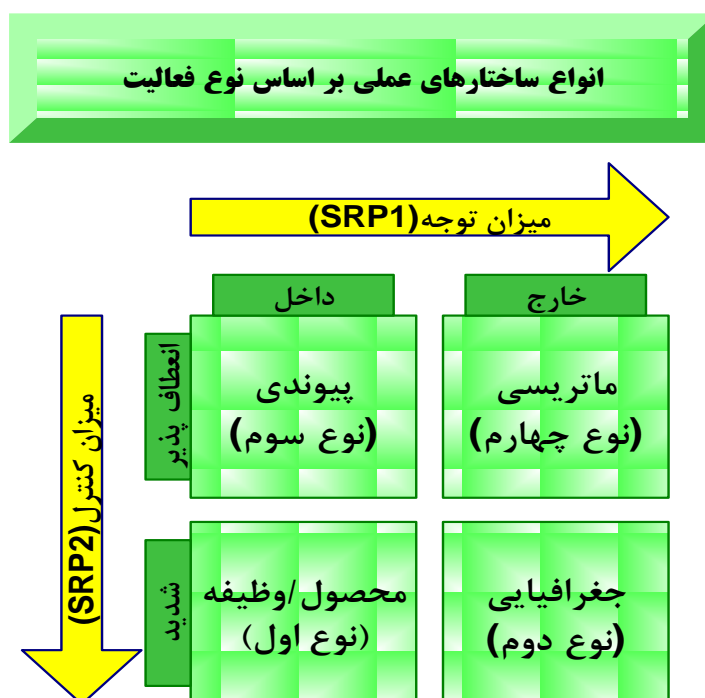 انواع ساختارهای عملی بر اساس نوع فعالیت
میزان توجه(SRP1)
خارج
داخل
میزان کنترل(SRP2)
انعطاف پذیر
پیوندی
(نوع سوم)
ماتریسی
(نوع چهارم)
شدید
محصول/وظیفه
(نوع اول)
جغرافیایی
(نوع دوم)